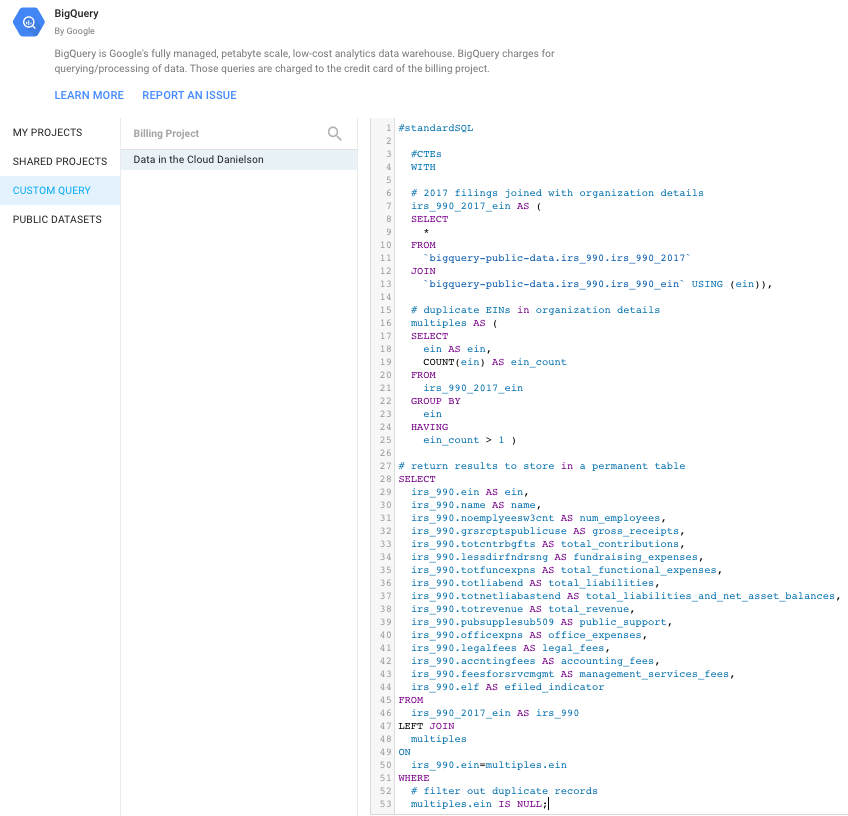 BigQuery
By Google
BigQuery is Google's fully managed, petabyte scale, low-cost analytics data warehouse. BigQuery charges for
querying/processing of data. Those queries are charged to the credit card of the billing project.
LEARN MORE REPORT AN ISSUE
MY PROJECTS
SHARED PROJECTS
CUSTOM QUERY
PUBLIC DATASETS
Billing Project
Data in the Cloud Danielson
1 #standardSQL
2
3 #CTEs
4 WITH
5
6 # 2017 filings joined with organization details
7 irs_990_2017_ein AS (
8 SELECT
9 *
10 FROM
11 `bigquery-public-data.irs_990.irs_990_2017`
12 JOIN
13 `bigquery-public-data.irs_990.irs_990_ein` USING (ein)),
14
15 # duplicate EINs in organization details
16 multiples AS (
17 SELECT
18 ein AS ein,
19 COUNT(ein) AS ein_count
20 FROM
21 irs_990_2017_ein
22 GROUP BY
23 ein
24 HAVING
25 ein_count > 1 )
26
27 # return results to store in a permanent table
28 SELECT
29 irs_990.ein AS ein,
30 irs_990.name AS name,
31 irs_990.noemplyeesw3cnt AS num_employees,
32 irs_990.grsrcptspublicuse AS gross_receipts,
33 irs_990.totcntrbgfts AS total_contributions,
34 irs_990.lessdirfndrsng AS fundraising_expenses,
35 irs_990.totfuncexpns AS total_functional_expenses,
36 irs_990.totliabend AS total_liabilities,
37 irs_990.totnetliabastend AS total_liabilities_and_net_asset_balances,
38 irs_990.totrevenue AS total_revenue,
39 irs_990.pubsupplesub509 AS public_support,
40 irs_990.officexpns AS office_expenses,
41 irs_990.legalfees AS legal_fees,
42 irs_990.accntingfees AS accounting_fees,
43 irs_990.feesforsrvcmgmt AS management_services_fees,
44 irs_990.elf AS efiled_indicator
45 FROM
46 irs_990_2017_ein AS irs_990
47 LEFT JOIN
48 multiples
49 ON
50 irs_990.ein=multiples.ein
51 WHERE
52 # filter out duplicate records
53 multiples.ein IS NULL;